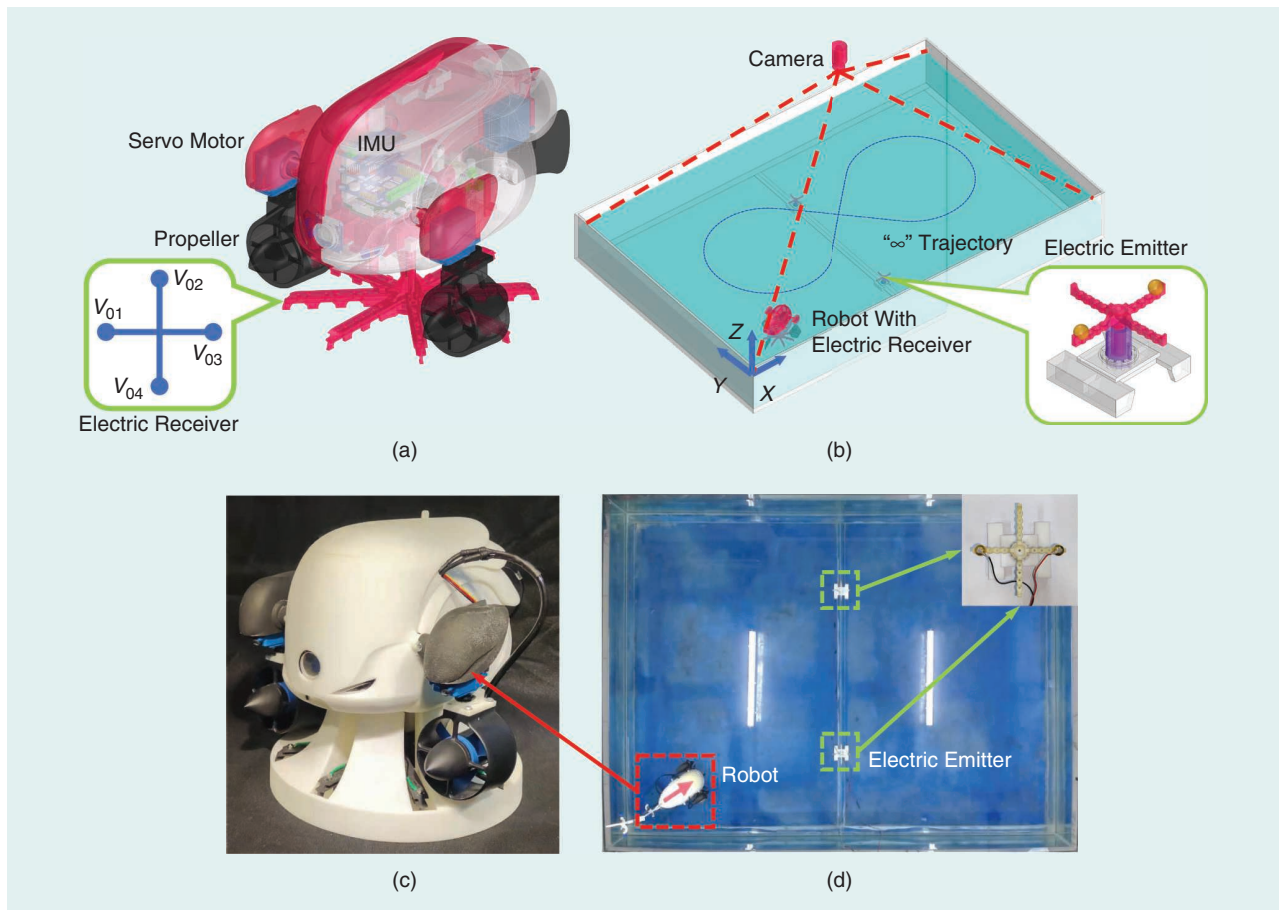 Servo Motor
IMU
Propeller
V02
V01
V03
V04
Electric Receiver
(a)
Camera
“∞” Trajectory
Electric Emitter
Robot With
Electric Receiver
Z
Y
X
(b)
Robot
Electric Emitter
(c)
(d)